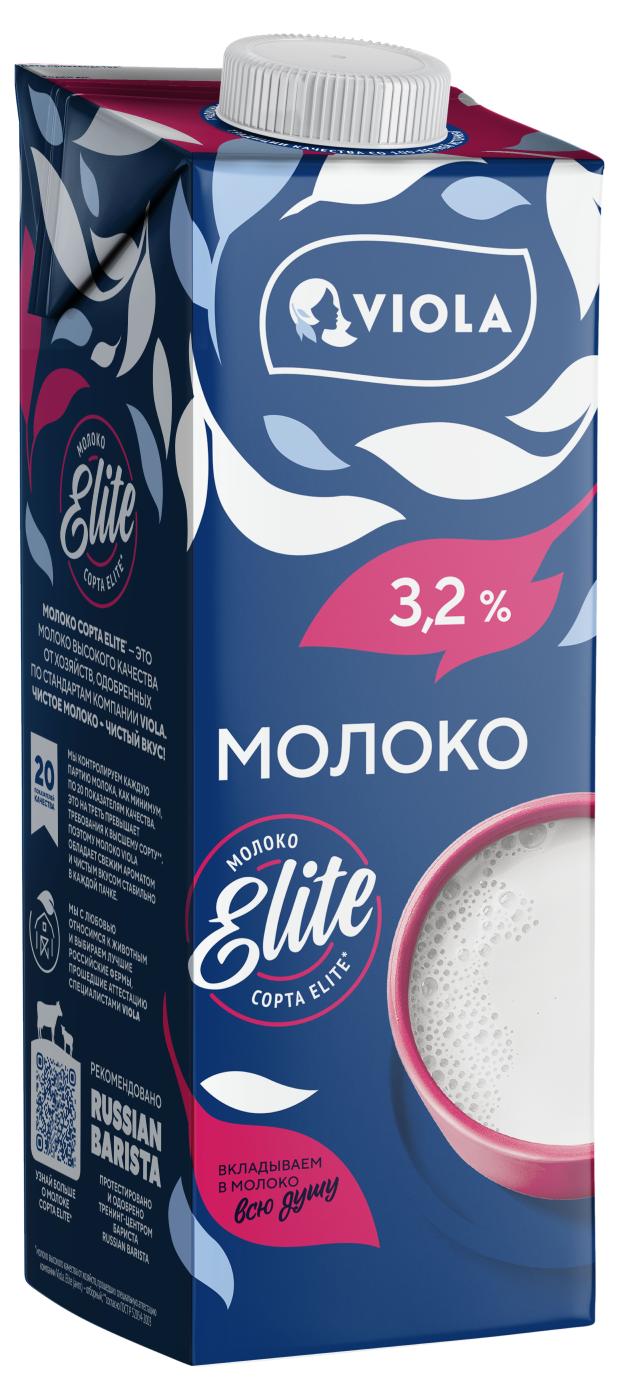 КАЧЕСТВА СО
VIOLA
3,2 %
МОЛОКО
МОЛОКО
Elite
СОРТА ELITE*
ВКЛАДЫВАЕМ
В МОЛОКО
всю душу
МОЛОКО
Elite
СОРТА ELITE*
МОЛОКО СОРТА ELITE* – ЭТО
МОЛОКО ВЫСОКОГО КАЧЕСТВА
ОТ ХОЗЯЙСТВ, ОДОБРЕННЫХ
ПО СТАНДАРТАМ КОМПАНИИ VIOLA.
ЧИСТОЕ МОЛОКО - ЧИСТЫЙ ВКУС!
20
ПОКАЗАТЕЛЕЙ
КАЧЕСТВА
МЫ КОНТРОЛИРУЕМ КАЖДУЮ
ПАРТИЮ МОЛОКА, КАК МИНИМУМ,
ПО 20 ПОКАЗАТЕЛЯМ КАЧЕСТВА.
ЭТО НА ТРЕТЬ ПРЕВЫШАЕТ
ТРЕБОВАНИЯ К ВЫСШЕМУ СОРТУ**.
ПОЭТОМУ МОЛОКО VIOLA
ОБЛАДАЕТ СВЕЖИМ АРОМАТОМ
И ЧИСТЫМ ВКУСОМ СТАБИЛЬНО
В КАЖДОЙ ПАЧКЕ.
МЫ С ЛЮБОВЬЮ
ОТНОСИМСЯ К ЖИВОТНЫМ
И ВЫБИРАЕМ ЛУЧШИЕ
РОССИЙСКИЕ ФЕРМЫ,
ПРОШЕДШИЕ АТТЕСТАЦИЮ
СПЕЦИАЛИСТАМИ VIOLA
УЗНАЙ БОЛЬШЕ
О МОЛОКЕ
СОРТА ELITE*
РЕКОМЕНДОВАНО
RUSSIAN
BARISTA
ПРОТЕСТИРОВАНО
И ОДОБРЕНО
ТРЕНИНГ-ЦЕНТРОМ
БАРИСТА
RUSSIAN BARISTA